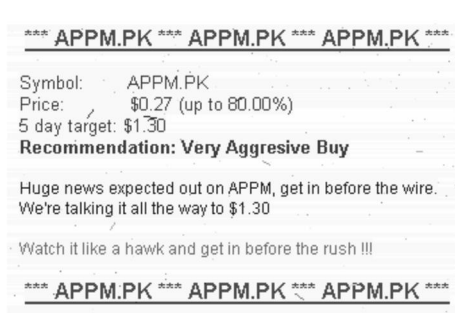 *** APPM.PK *** APPM.PK *** APPM.PK ***
Symbol: APPM.PK
Price: $0.27 (up to 80.00%)
5 day target: $1.30
Recommendation: Very Aggresive Buy
Huge news expected out on APPM, get in before the wire.
We're talking it all the way to $1.30
Watch it like a hawk and get in before the rush !!!
*** APPM.PK *** APPM.PK *** APPM.PK ***